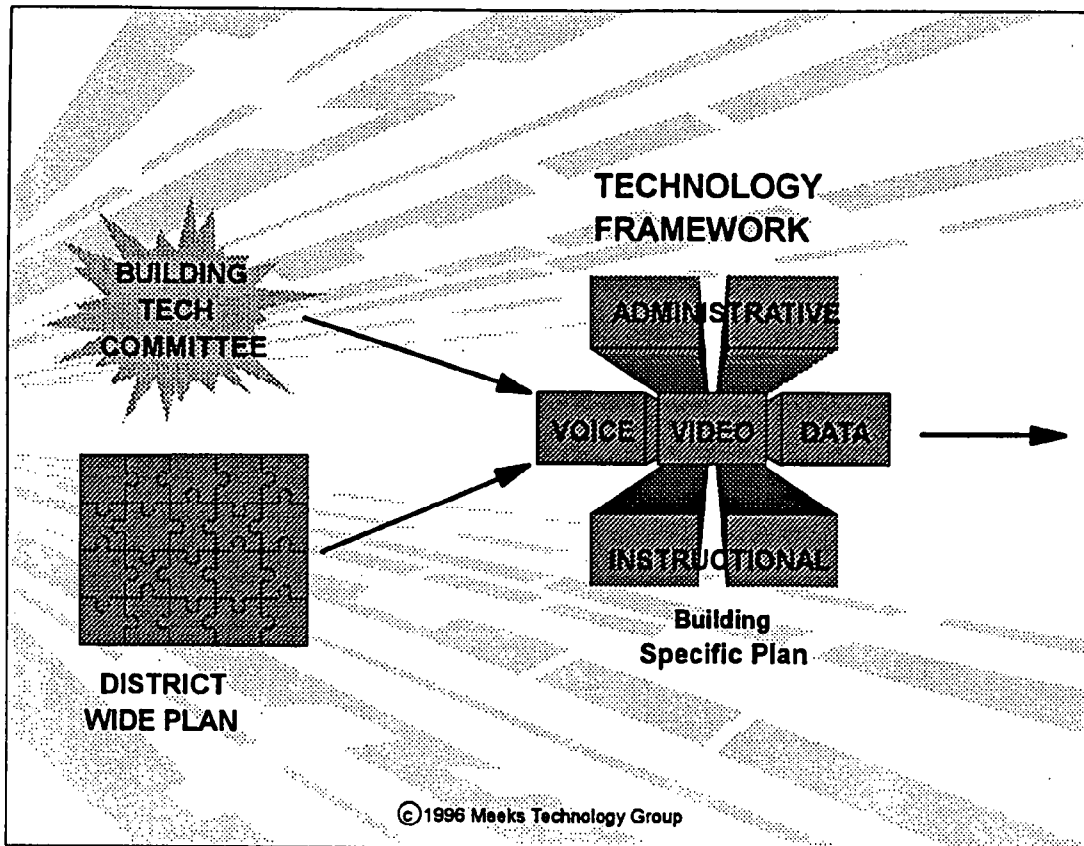 BUILDING
TECH
COMMITTEE
DISTRICT
WIDE PLAN
TECHNOLOGY
FRAMEWORK
ADMINISTRATIVE
VOICE VIDEO DATA
INSTRUCTIONAL
Building
Specific Plan
©1996 Meeks Technology Group